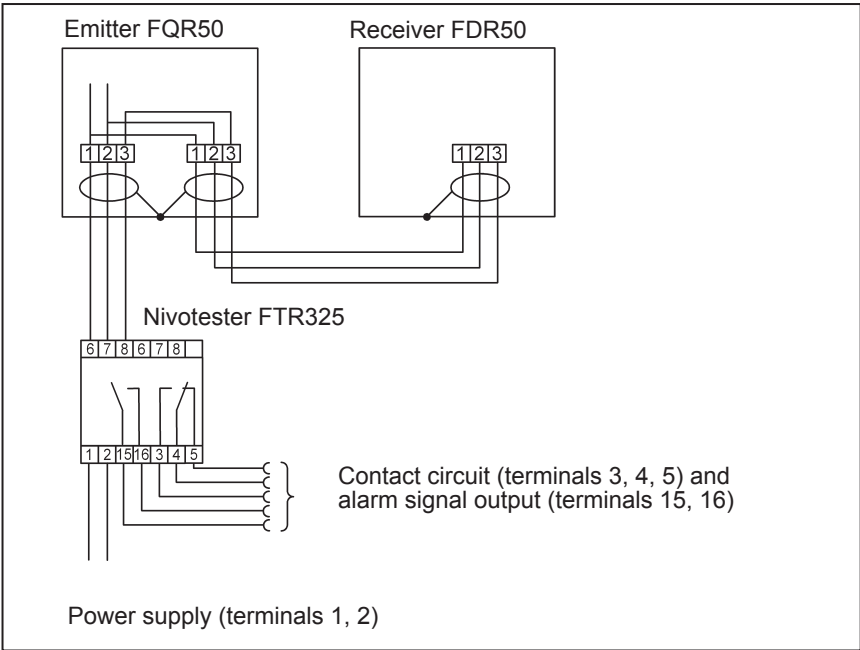 Emitter FQR50
Receiver FDR50
1 2 3
1 2 3
1 2 3
Nivotester FTR325
6 7 8 6 7 8
1 2 15 16 3 4 5
Contact circuit (terminals 3, 4, 5) and
alarm signal output (terminals 15, 16)
Power supply (terminals 1, 2)